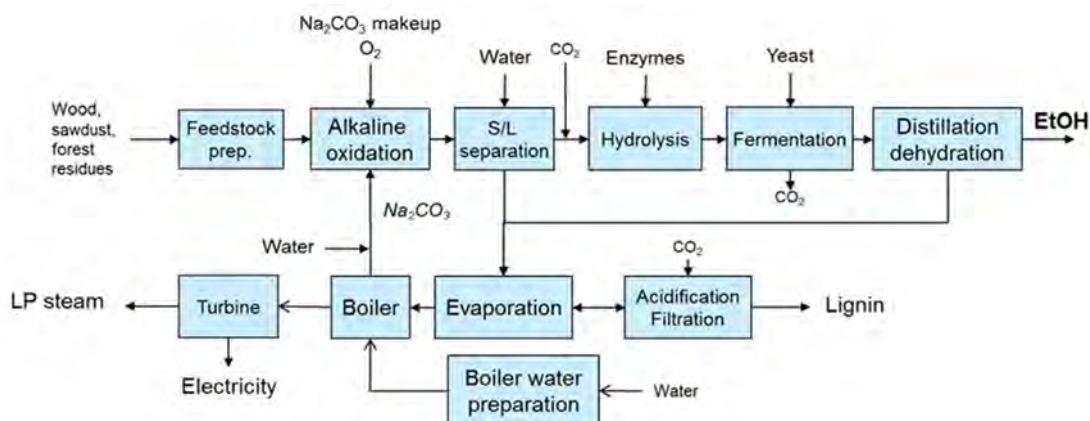 Na₂CO₃ makeup
O₂
Water
CO₂
Enzymes
Yeast
Wood,
sawdust,
forest
residues
Feedstock
prep.
Alkaline
oxidation
S/L
separation
Hydrolysis
Fermentation
Distillation
dehydration
EtOH
CO₂
Na₂CO₃
Water
CO₂
LP steam
Turbine
Boiler
Evaporation
Acidification
Filtration
Lignin
Electricity
Boiler water
preparation
Water